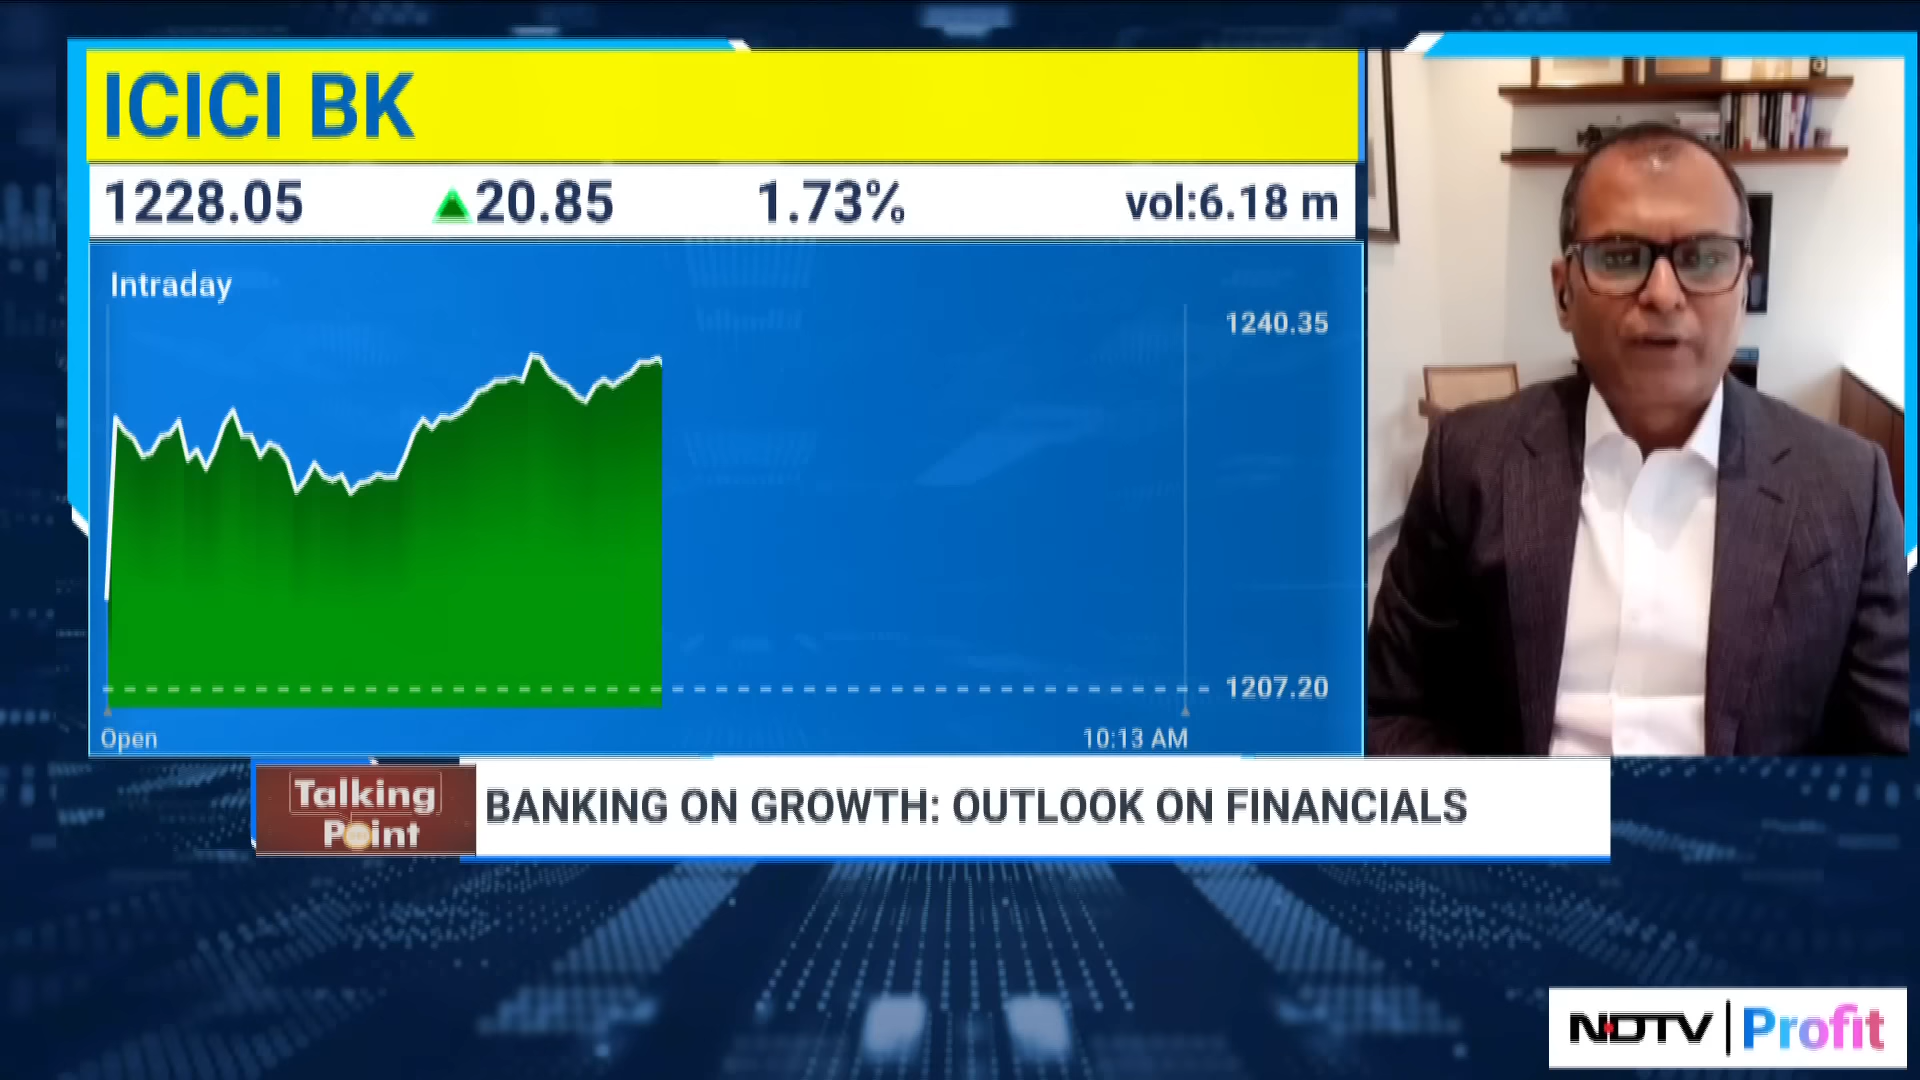 ICICI BK
1228.05 ▲20.85 1.73% vol:6.18 m
Intraday
1240.35
1207.20
Open 10:13 AM
Talking
Point
BANKING ON GROWTH: OUTLOOK ON FINANCIALS
NDTV | Profit